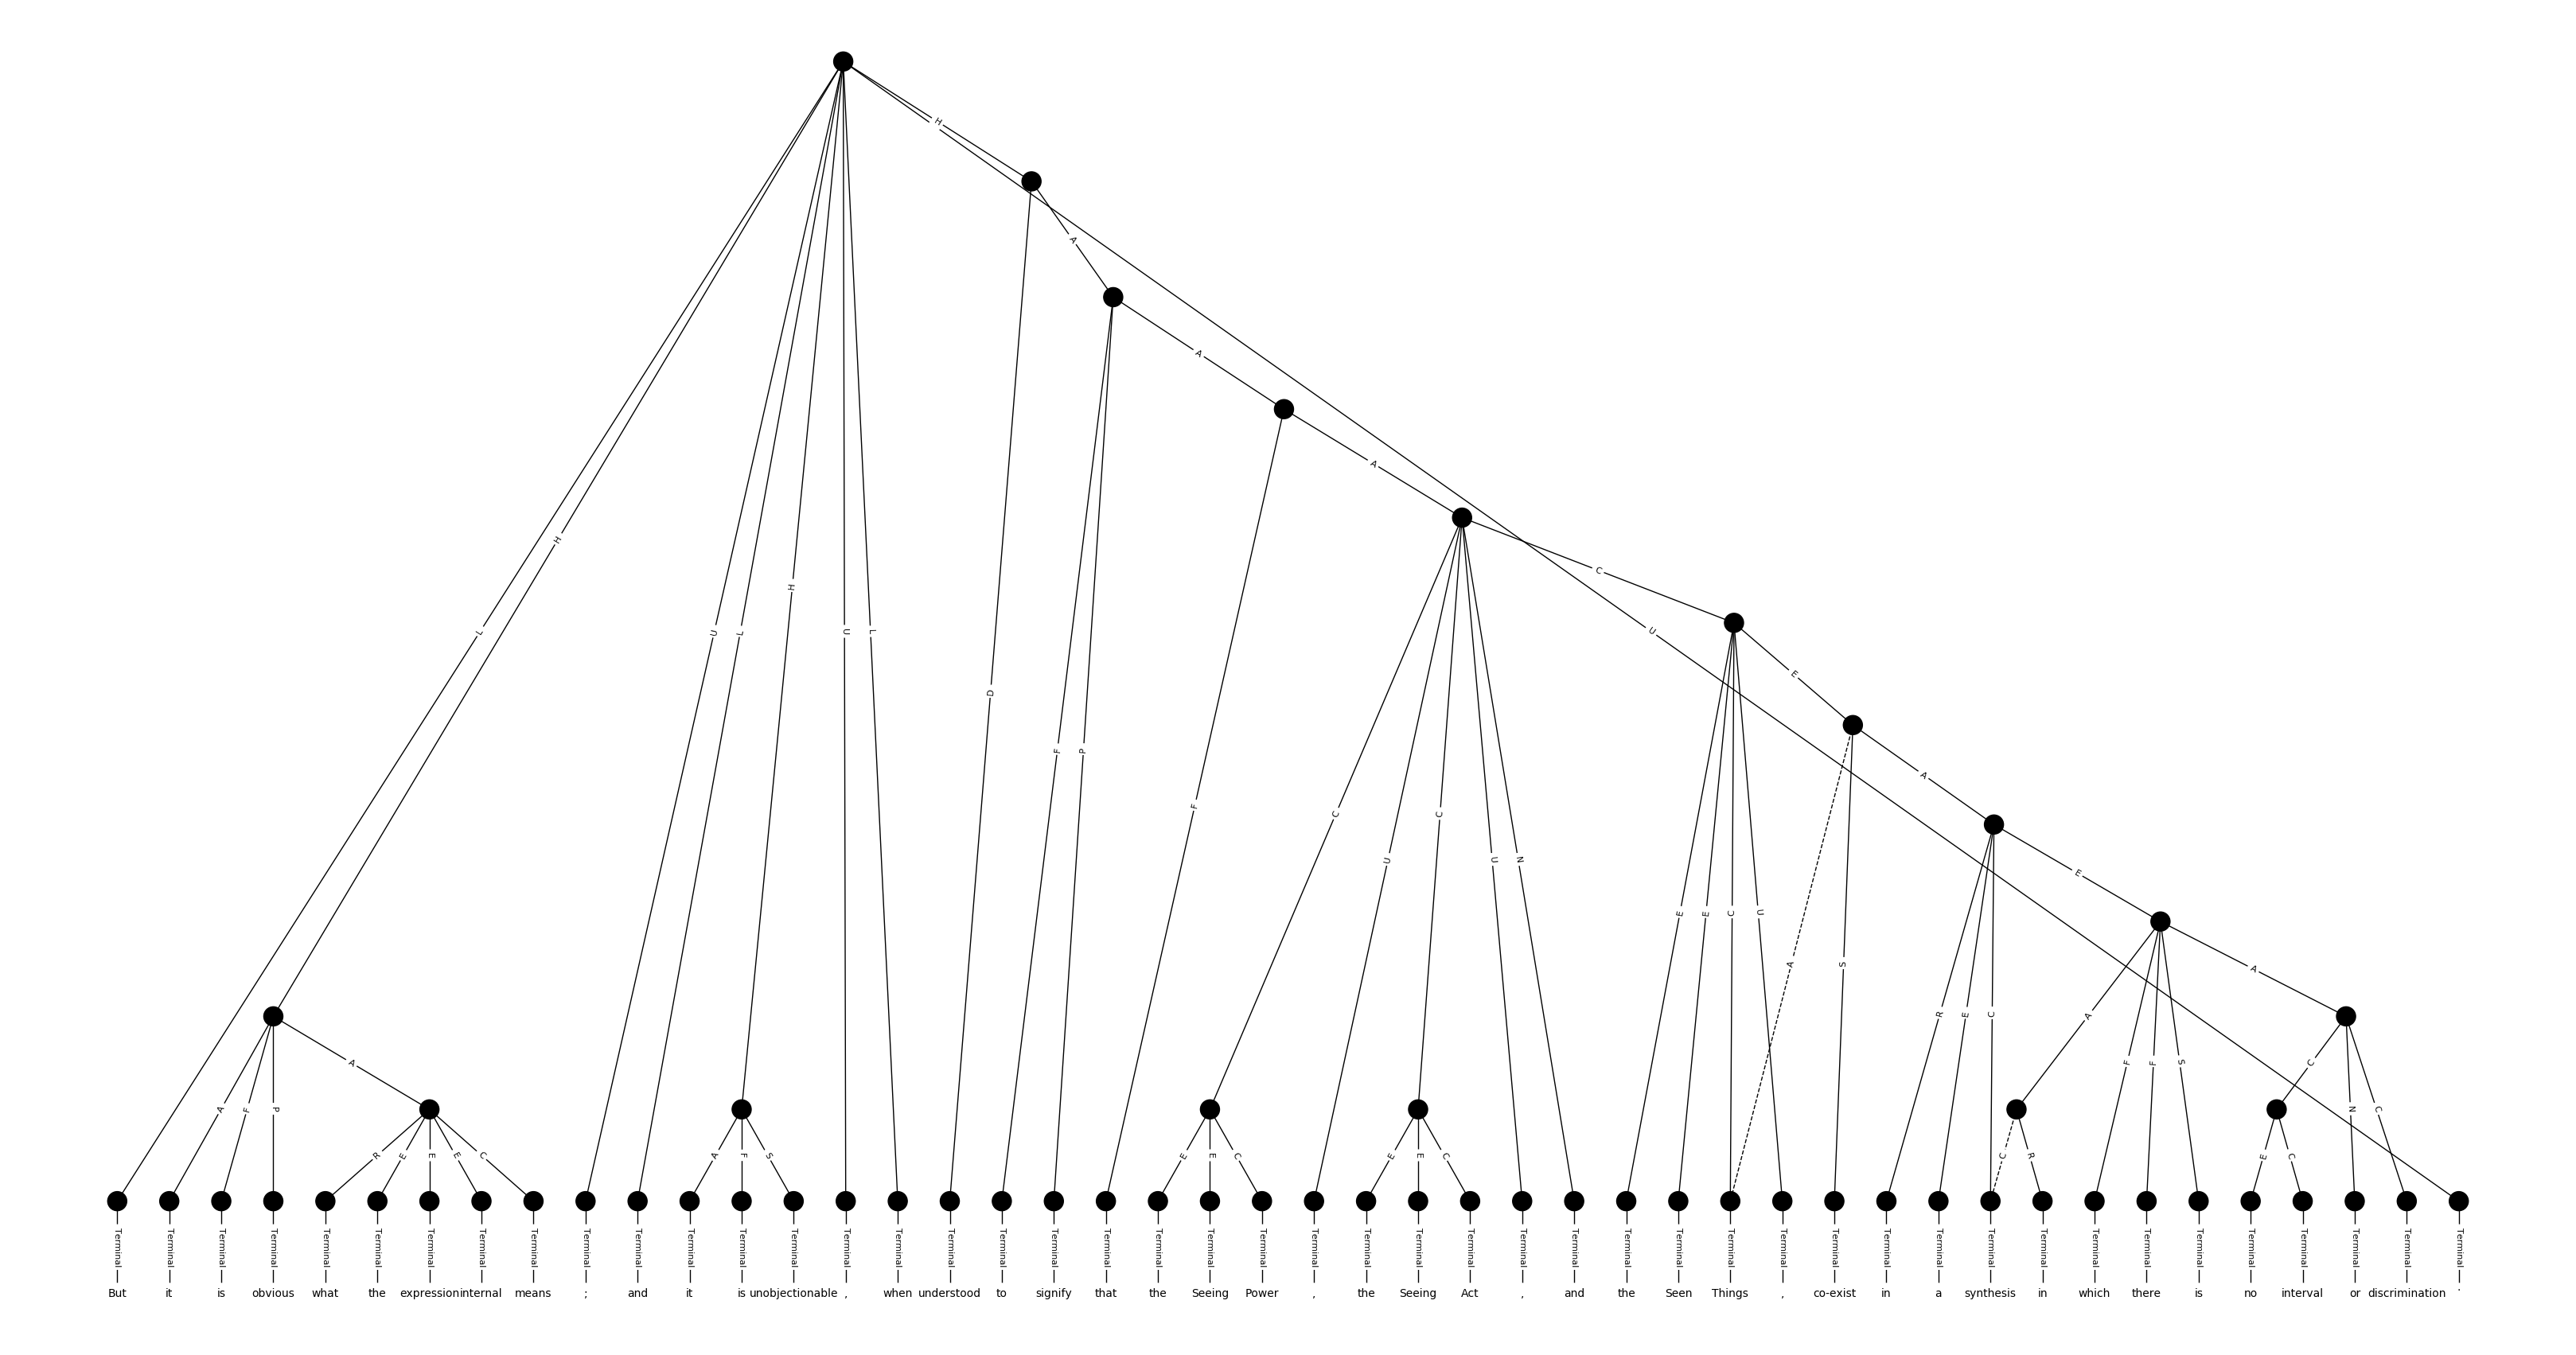 H
A
A
A
H
C
L
H
U
L
U
L
U
E
D
F
P
A
F
C
U
C
U
N
E
E
E
C
U
A
S
A
R
E
C
A
A
A
F
P
A
F
F
S
C
N
C
R
E
E
E
C
A
F
S
E
E
C
E
E
C
C
R
E
C
Terminal Terminal Terminal Terminal Terminal Terminal Terminal Terminal Terminal Terminal Terminal Terminal Terminal Terminal Terminal Terminal Terminal Terminal Terminal Terminal Terminal Terminal Terminal Terminal Terminal Terminal Terminal Terminal Terminal Terminal Terminal Terminal Terminal Terminal Terminal Terminal Terminal Terminal Terminal Terminal Terminal Terminal Terminal Terminal Terminal Terminal
But it is obvious what the expression internal means ; and it is unobjectionable , when understood to signify that the Seeing Power , the Seeing Act , and the Seen Things , co-exist in a synthesis in which there is no interval or discrimination .